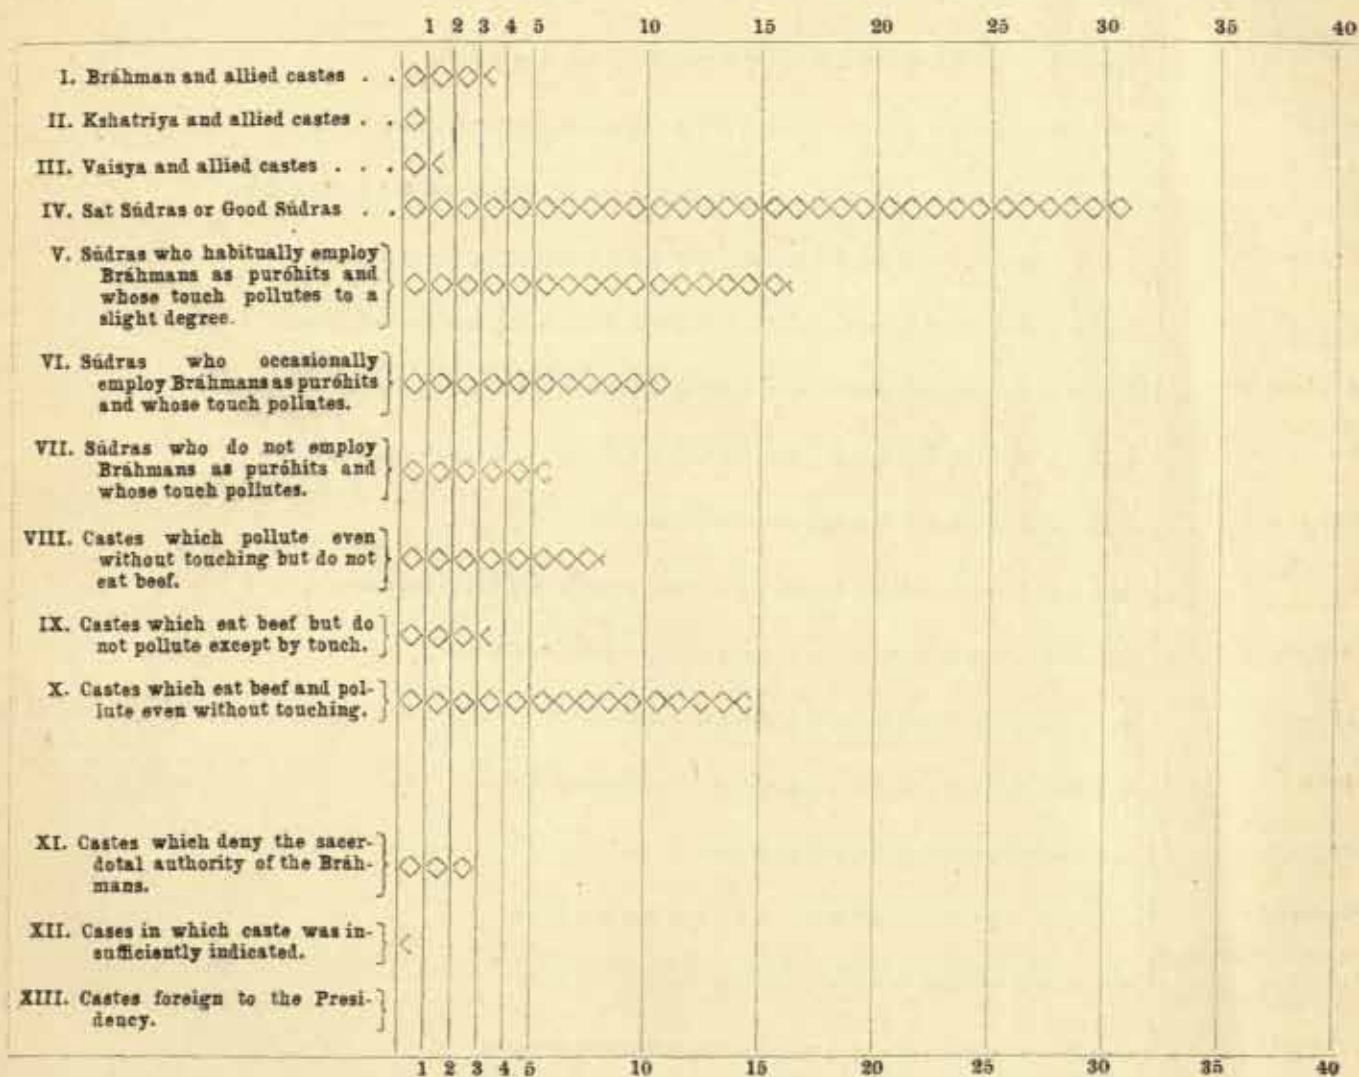 1 2 3 4 5 10 15 20 25 30 35 40
I. Bráhman and allied castes . .
II. Kshatriya and allied castes . .
III. Vaisya and allied castes . . .
IV. Sat Súdras or Good Súdras . .
V. Súdras who habitually employ
Bráhmans as puróhits and
whose touch pollutes to a
slight degree.
VI. Súdras who occasionally
employ Bráhmans as puróhits
and whose touch pollutes.
VII. Súdras who do not employ
Bráhmans as puróhits and
whose touch pollutes.
VIII. Castes which pollute even
without touching but do not
eat beef.
IX. Castes which eat beef but do
not pollute except by touch.
X. Castes which eat beef and pol-
lute even without touching.
XI. Castes which deny the sacer-
dotal authority of the Bráh-
mans.
XII. Cases in which caste was in-
sufficiently indicated.
XIII. Castes foreign to the Presi-
dency.
1 2 3 4 5 10 15 20 25 30 35 40